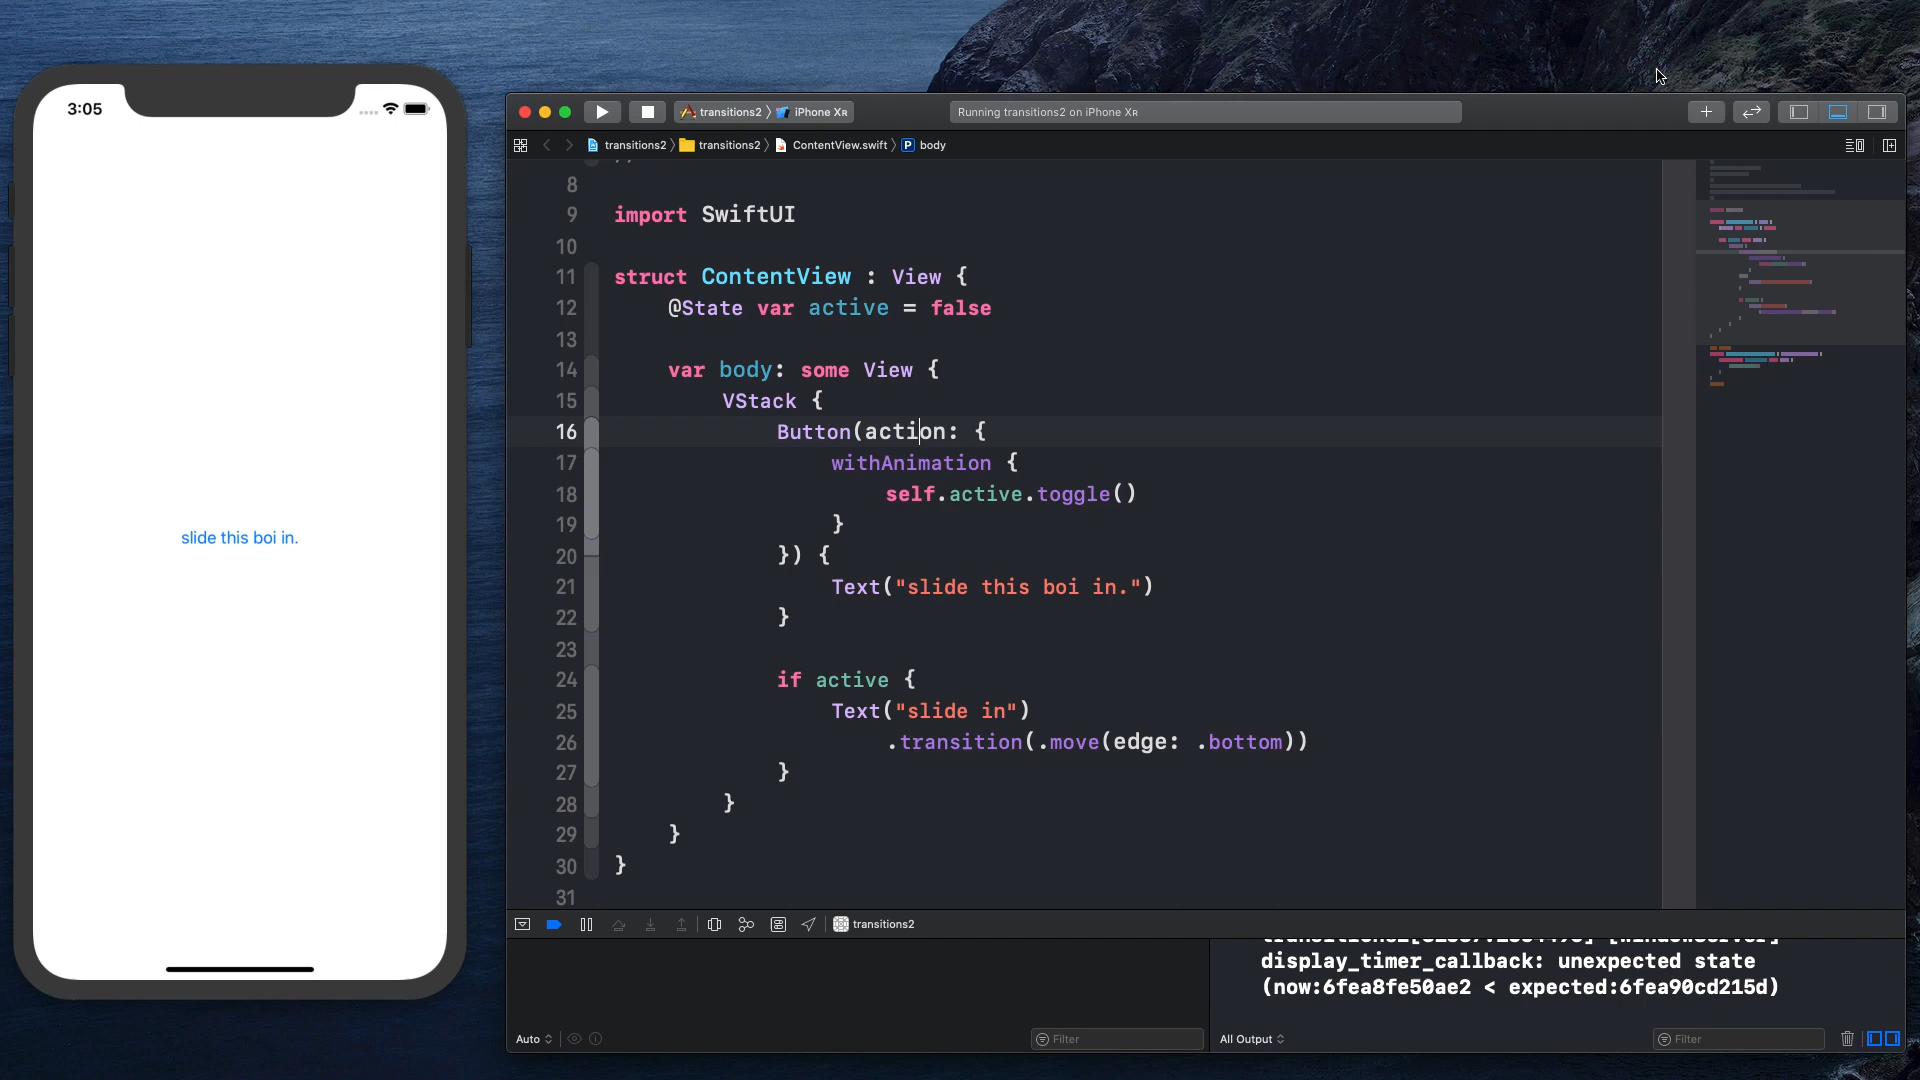 3:05
slide this boi in.
transitions2 iPhone XR
Running transitions2 on iPhone XR
transitions2 transitions2 ContentView.swift P body
8
9 import SwiftUI
10
11 struct ContentView : View {
12 @State var active = false
13
14 var body: some View {
15 VStack {
16 Button(action: {
17 withAnimation {
18 self.active.toggle()
19 }
20 }) {
21 Text("slide this boi in.")
22 }
23
24 if active {
25 Text("slide in")
26 .transition(.move(edge: .bottom))
27 }
28 }
29 }
30 }
31
transitions2
display_timer_callback: unexpected state
(now:6fea8fe50ae2 < expected:6fea90cd215d)
Auto Filter All Output Filter